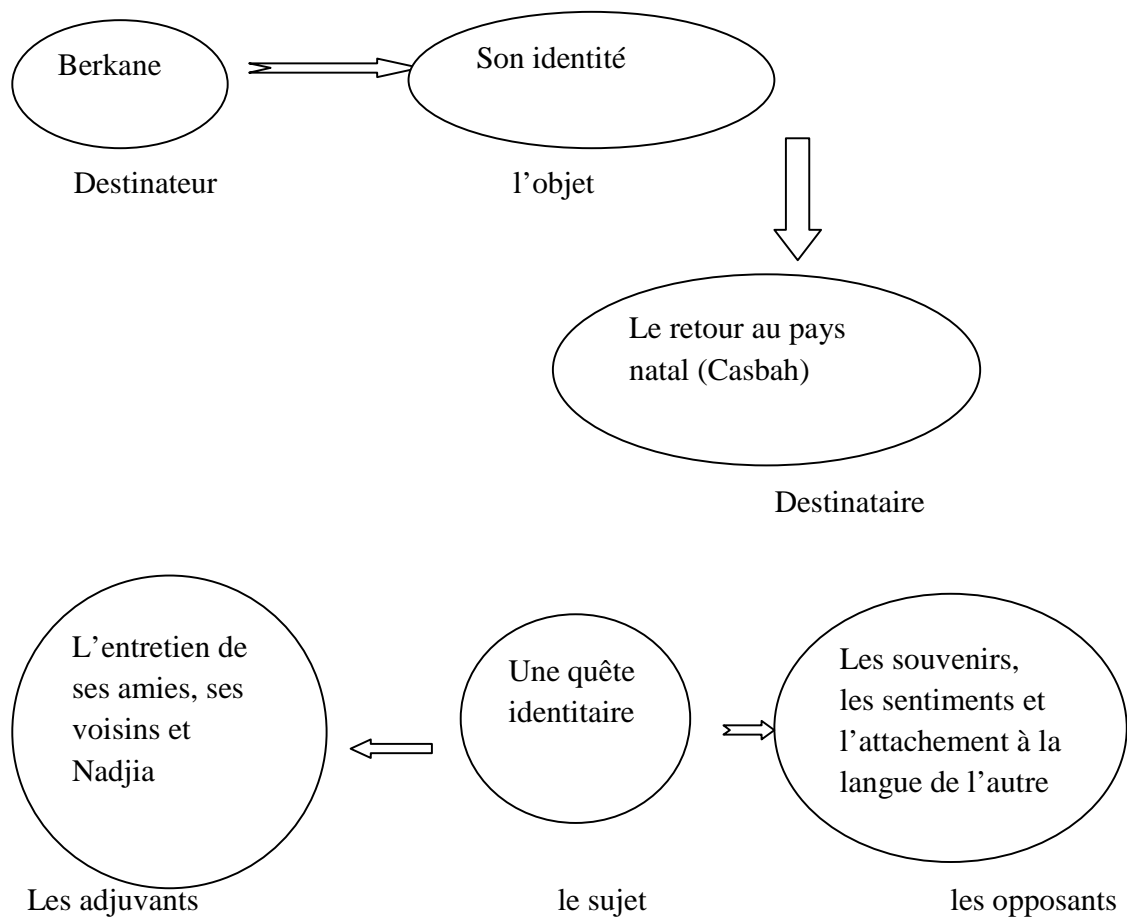 Berkane
Son identité
Destinateur
l’objet
Le retour au pays
natal (Casbah)
Destinataire
L’entretien de
ses amies, ses
voisins et
Nadjia
Une quête
identitaire
Les souvenirs,
les sentiments et
l’attachement à la
langue de l’autre
Les adjuvants
le sujet
les opposants